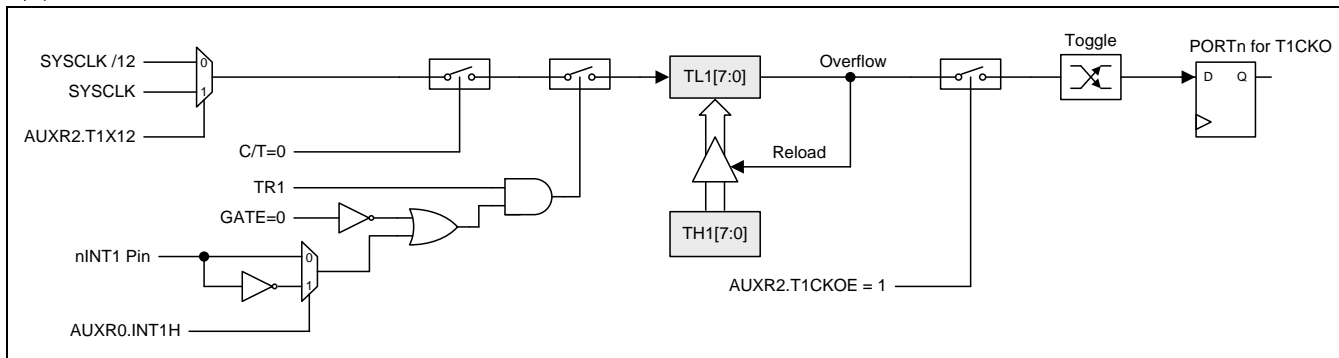 SYSCLK /12
SYSCLK
AUXR2.T1X12
0
1
C/T=0
TR1
GATE=0
nINT1 Pin
0
1
AUXR0.INT1H
TL1[7:0]
Overflow
Reload
TH1[7:0]
AUXR2.T1CKOE = 1
Toggle
PORTn for T1CKO
D Q